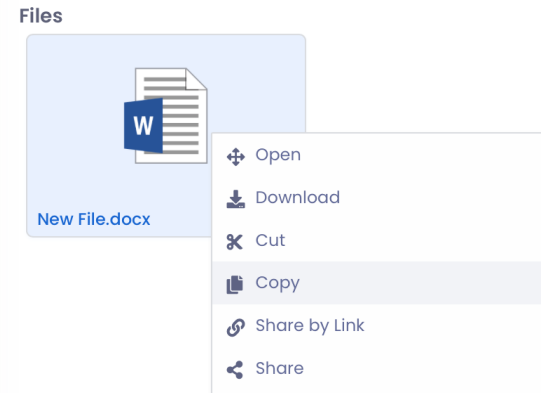 Files
W
New File.docx
Open
Download
Cut
Copy
Share by Link
Share